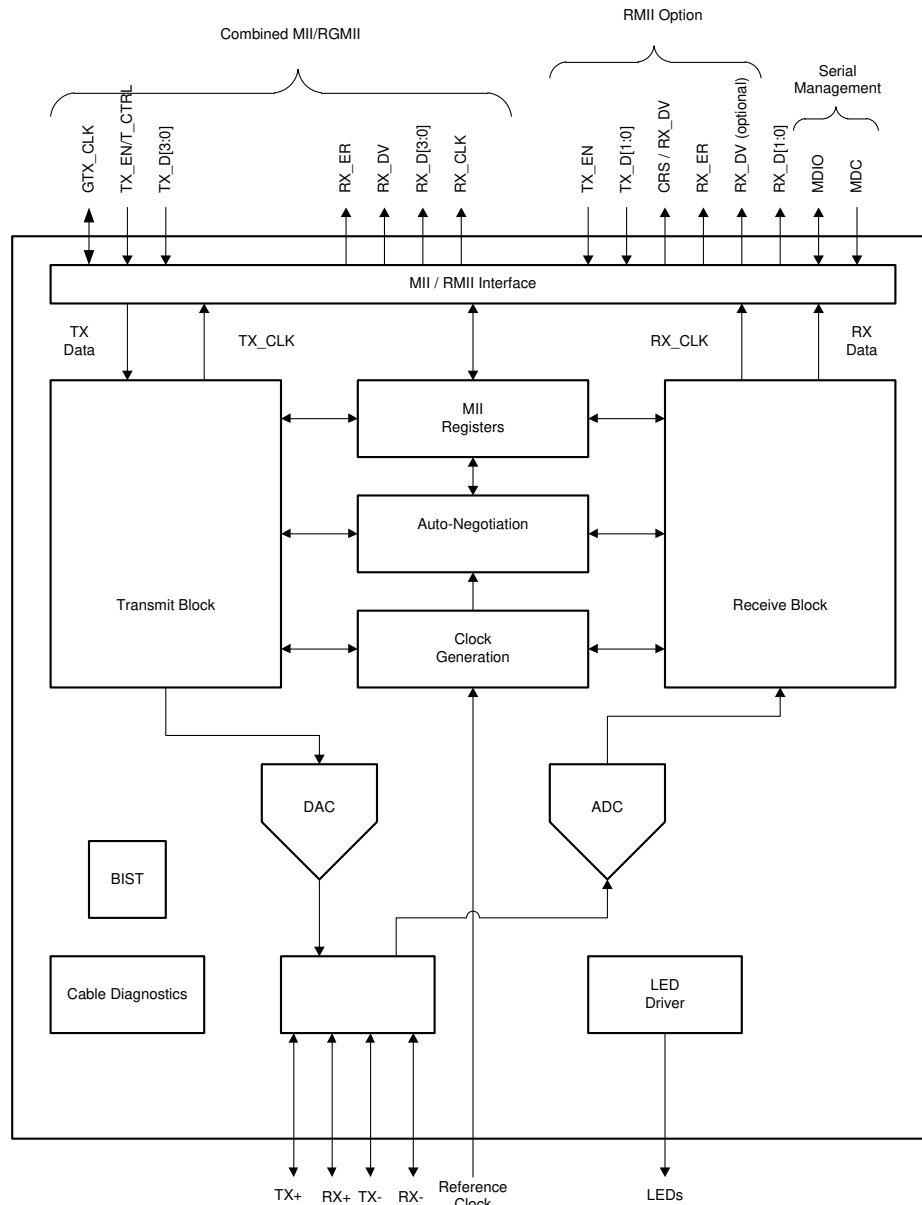 Combined MII/RGMII
RMII Option
Serial
Management
GTX_CLK
TX_EN/T_CTRL
TX_D[3:0]
RX_ER
RX_DV
RX_D[3:0]
RX_CLK
TX_EN
TX_D[1:0]
CRS / RX_DV
RX_ER
RX_DV (optional)
RX_D[1:0]
MDIO
MDC
MII / RMII Interface
TX
Data
TX_CLK
RX_CLK
RX
Data
MII
Registers
Auto-Negotiation
Transmit Block
Receive Block
Clock
Generation
DAC
ADC
BIST
Cable Diagnostics
LED
Driver
TX+
RX+
TX-
RX-
Reference
Clock
LEDs